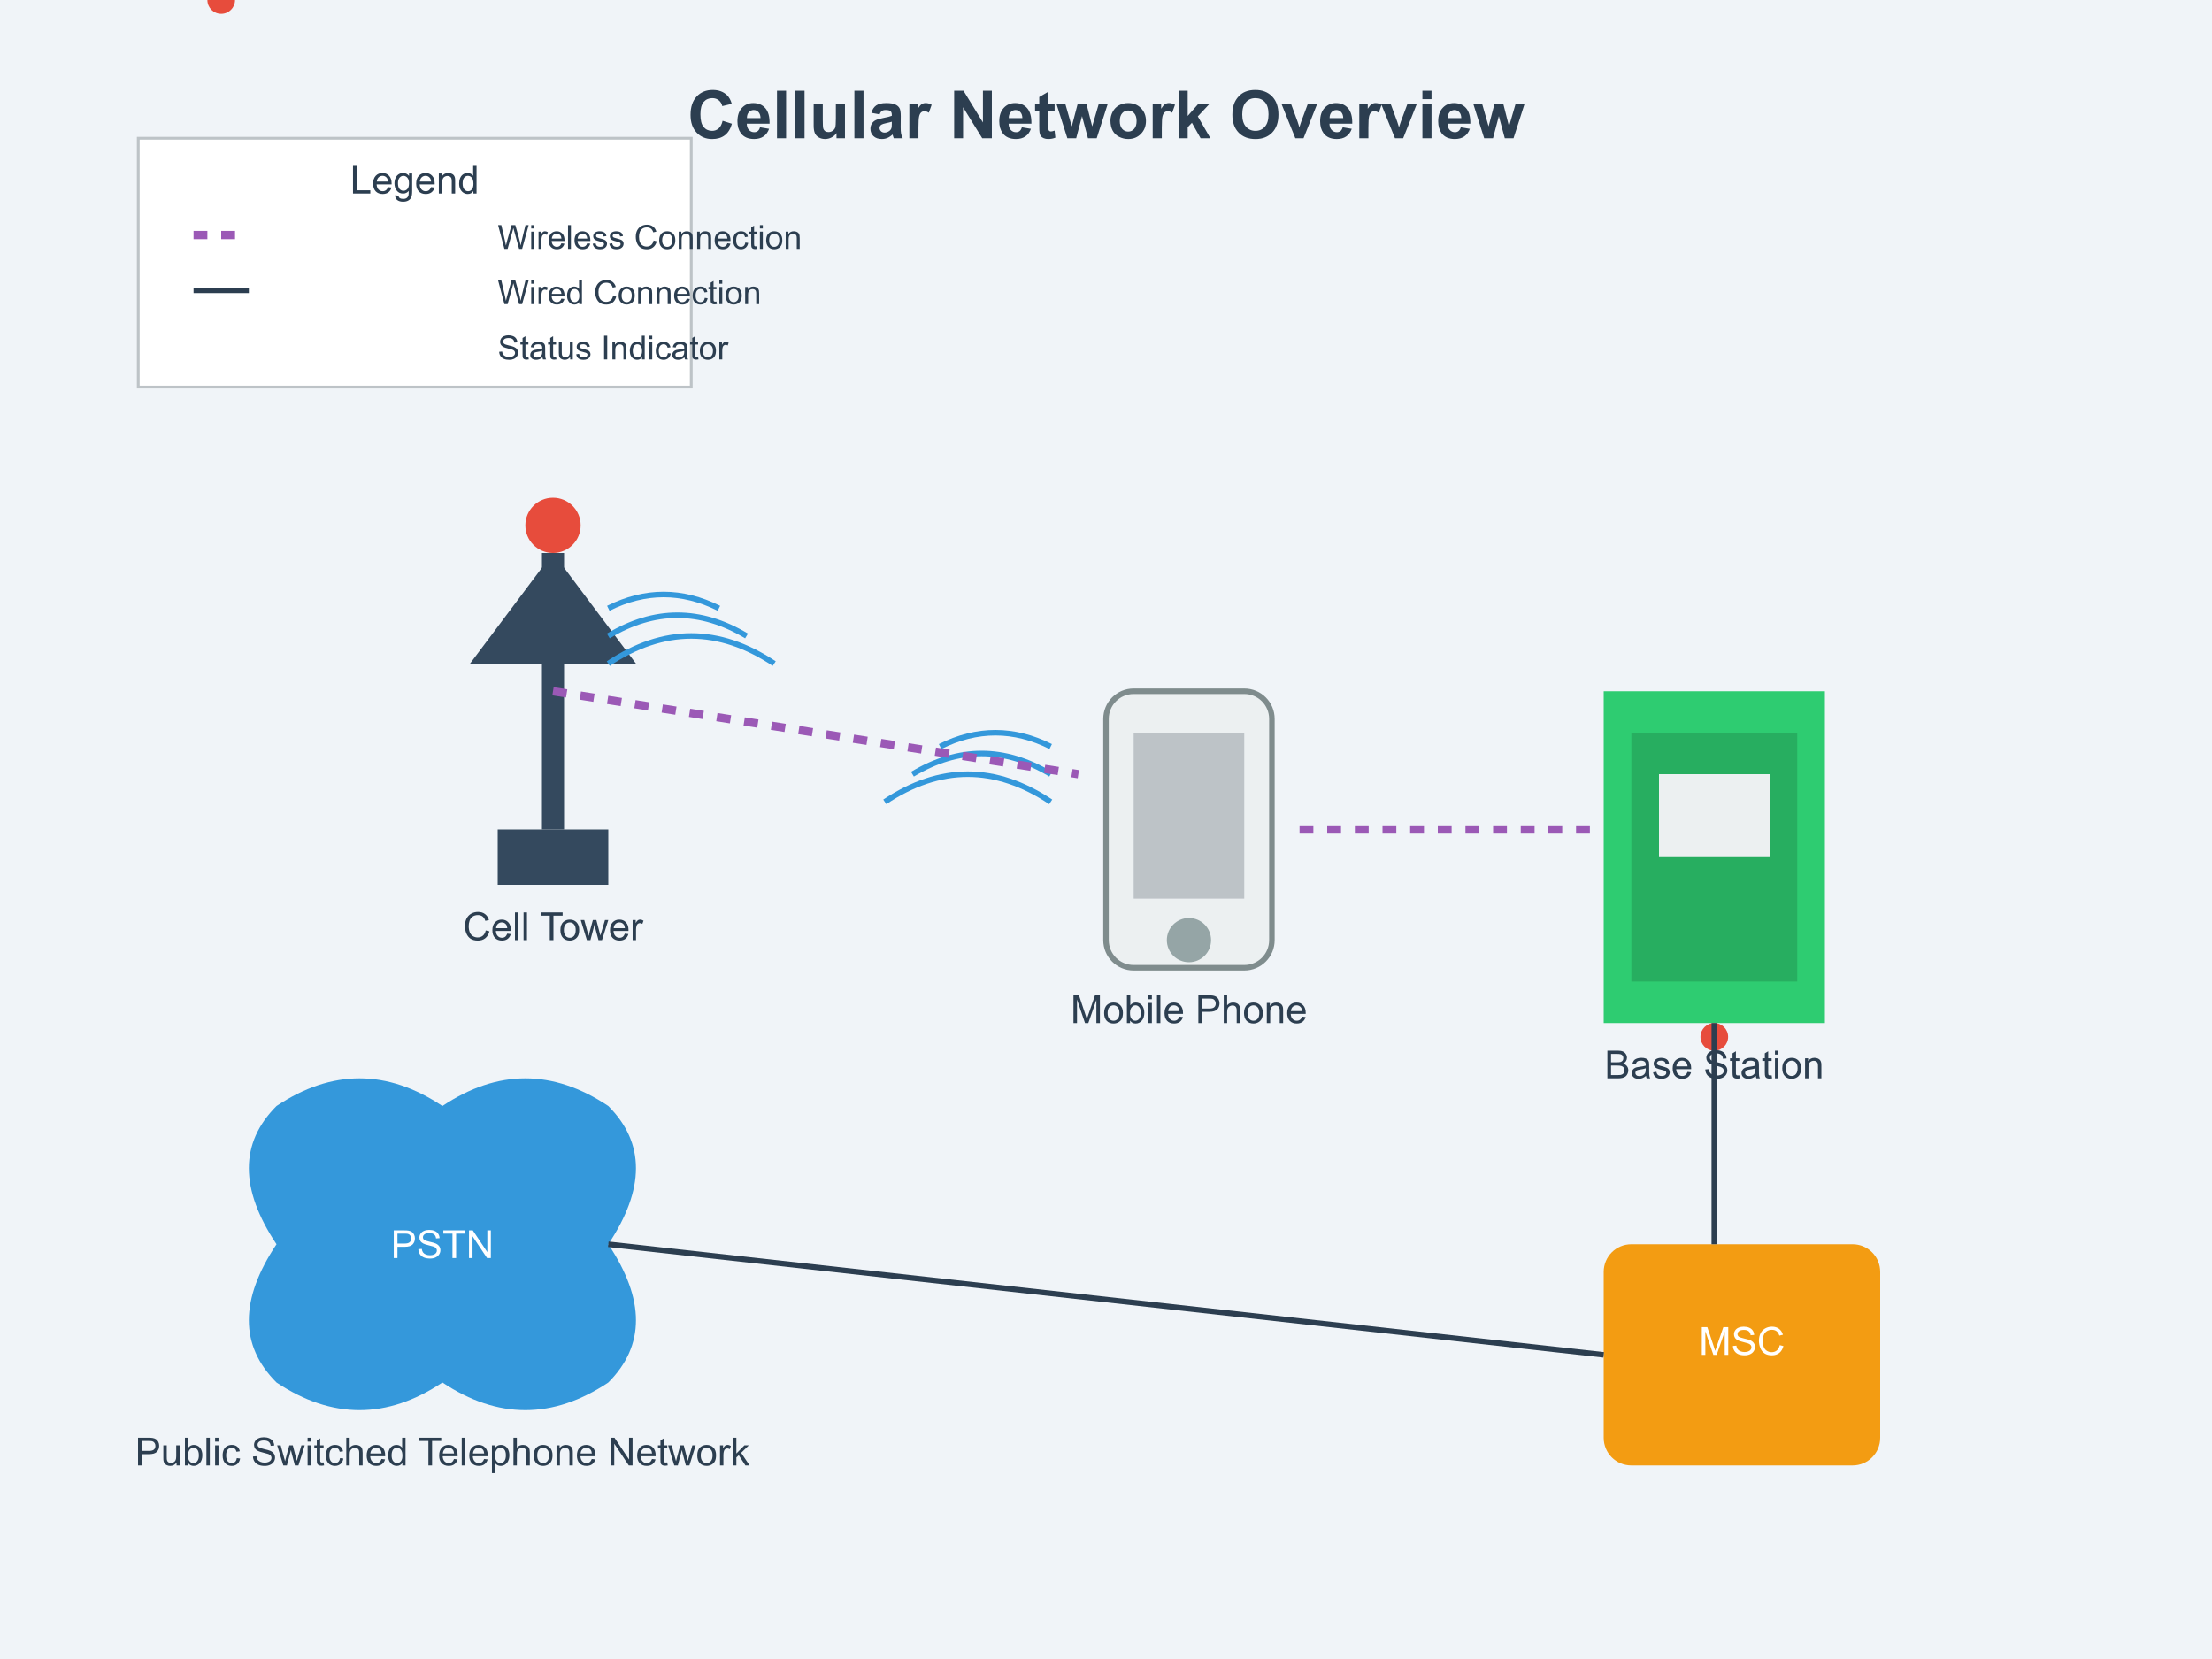 Cellular Network Overview
Legend
Wireless Connection
Wired Connection
Status Indicator
Cell Tower
Mobile Phone
Base Station
PSTN
MSC
Public Switched Telephone Network